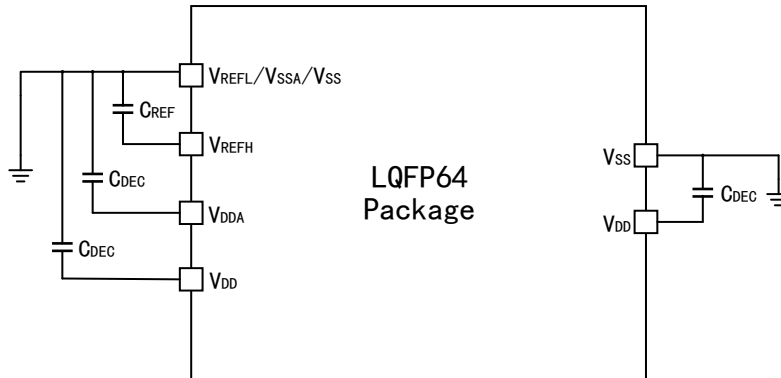 VREFL/VSSA/VSS
CREF
VREFH
CDEC
VDDA
CDEC
VDD
LQFP64
Package
VSS
CDEC
VDD